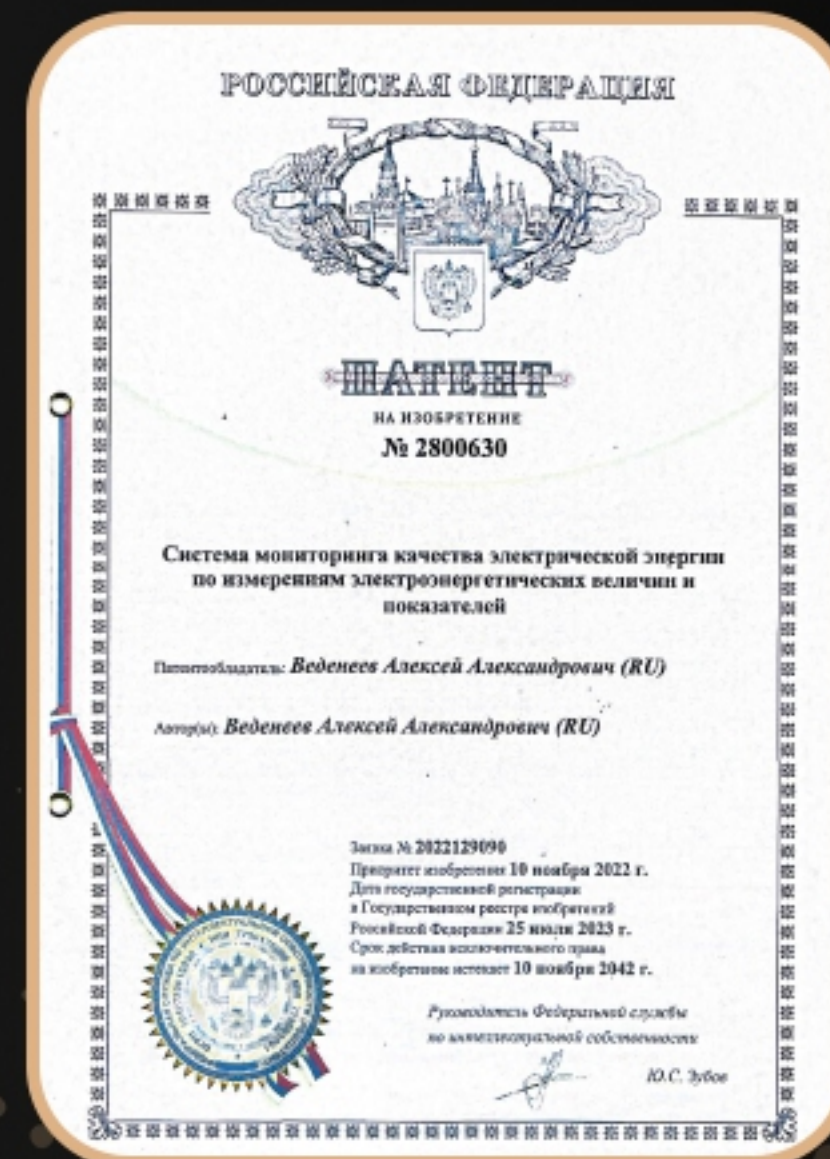 РОССИЙСКАЯ ФЕДЕРАЦИЯ
ПАТЕНТ
НА ИЗОБРЕТЕНИЕ
№ 2800630
Система мониторинга качества электрической энергии
по измерениям электроэнергетических величин и
показателей
Патентообладатель: Веденеев Алексей Александрович (RU)
Автор(ы): Веденеев Алексей Александрович (RU)
Заявка № 2022129090
Приоритет изобретения 10 ноября 2022 г.
Дата государственной регистрации
в Государственном реестре изобретений
Российской Федерации 25 июля 2023 г.
Срок действия исключительного права
на изобретение истекает 10 ноября 2042 г.
Руководитель Федеральной службы
по интеллектуальной собственности
Ю.С. Зубов